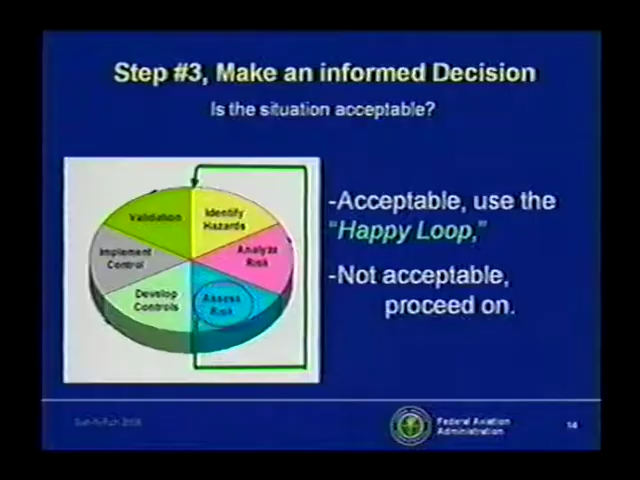 Step #3, Make an informed Decision
Is the situation acceptable?
Validation
Identify
Hazards
Analyze
Risk
Assess
Risk
Develop
Controls
Implement
Control
-Acceptable, use the
“Happy Loop,”
-Not acceptable,
proceed on.
Federal Aviation
Administration
14